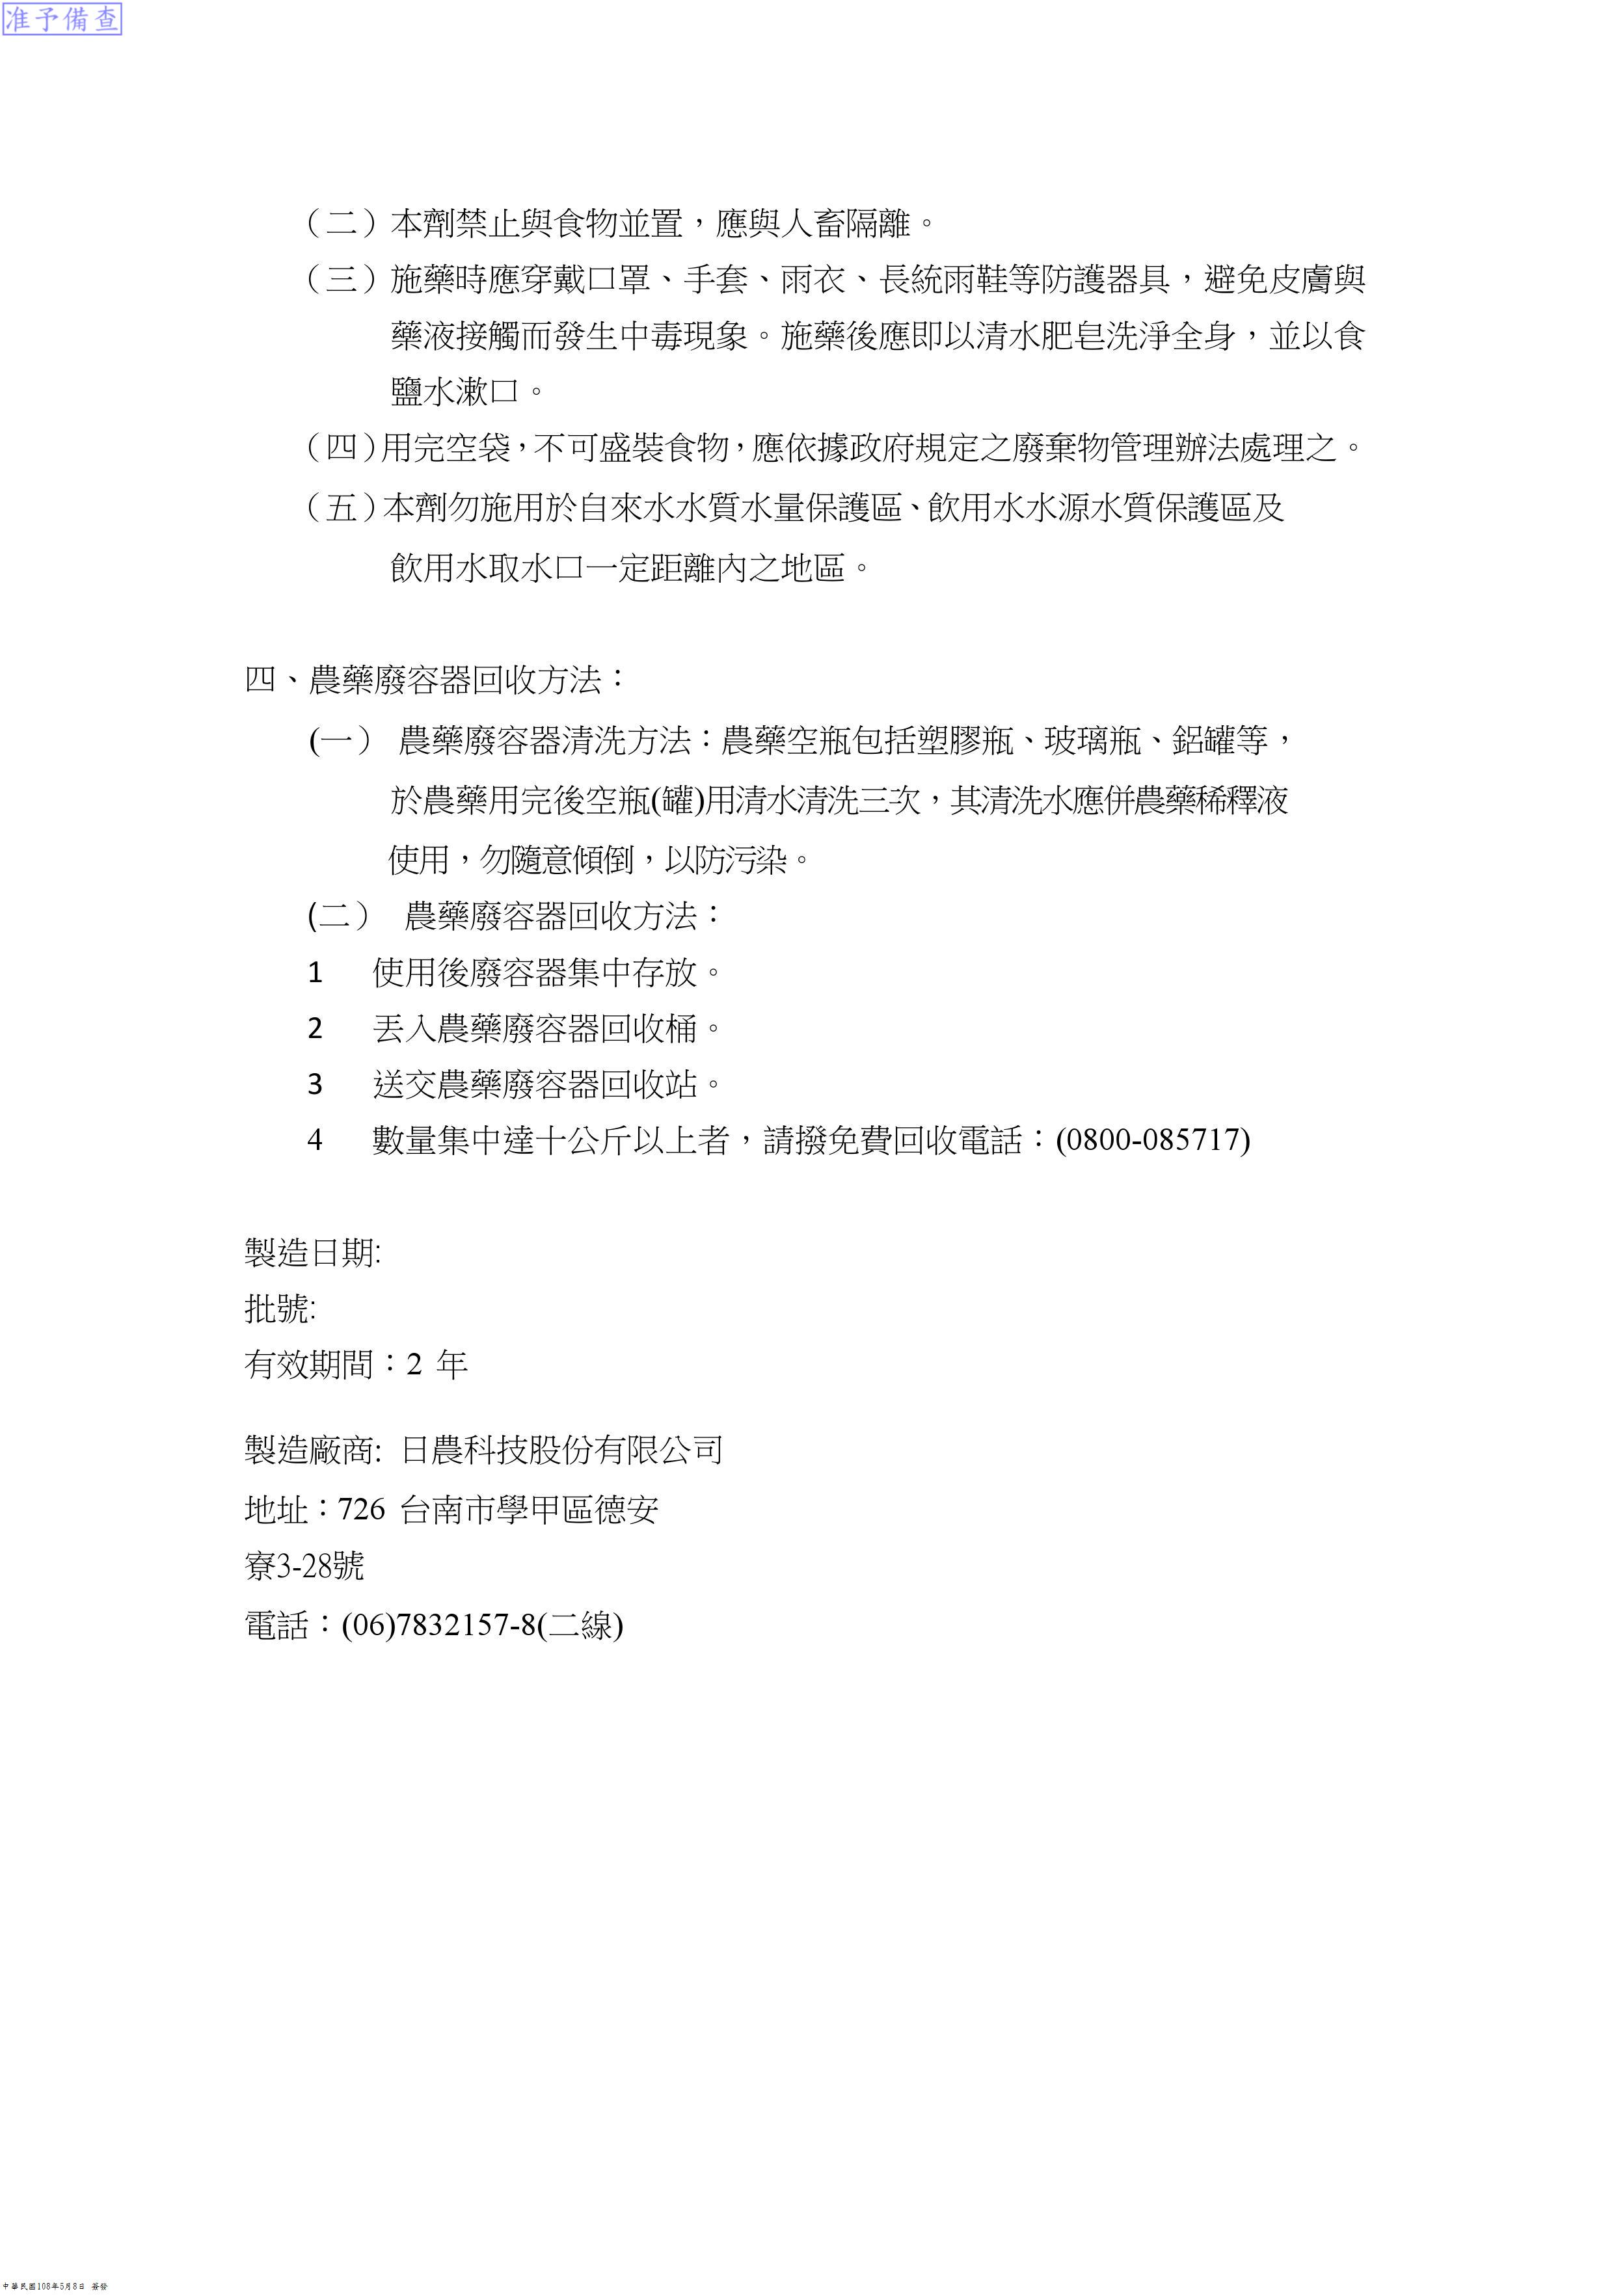 准予備查
（二）本劑禁止與食物並置，應與人畜隔離。
（三）施藥時應穿戴口罩、手套、雨衣、長統雨鞋等防護器具，避免皮膚與
藥液接觸而發生中毒現象。施藥後應即以清水肥皂洗淨全身，並以食
鹽水漱口。
（四）用完空袋，不可盛裝食物，應依據政府規定之廢棄物管理辦法處理之。
（五）本劑勿施用於自來水水質水量保護區、飲用水水源水質保護區及
飲用水取水口一定距離內之地區。
四、農藥廢容器回收方法：
(一） 農藥廢容器清洗方法：農藥空瓶包括塑膠瓶、玻璃瓶、鋁罐等，
於農藥用完後空瓶(罐)用清水清洗三次，其清洗水應併農藥稀釋液
使用，勿隨意傾倒，以防污染。
(二） 農藥廢容器回收方法：
1 使用後廢容器集中存放。
2 丟入農藥廢容器回收桶。
3 送交農藥廢容器回收站。
4 數量集中達十公斤以上者，請撥免費回收電話：(0800-085717)
製造日期:
批號:
有效期間：2 年
製造廠商: 日農科技股份有限公司
地址：726 台南市學甲區德安
寮3-28號
電話：(06)7832157-8(二線)
中華民國108年5月8日 簽發